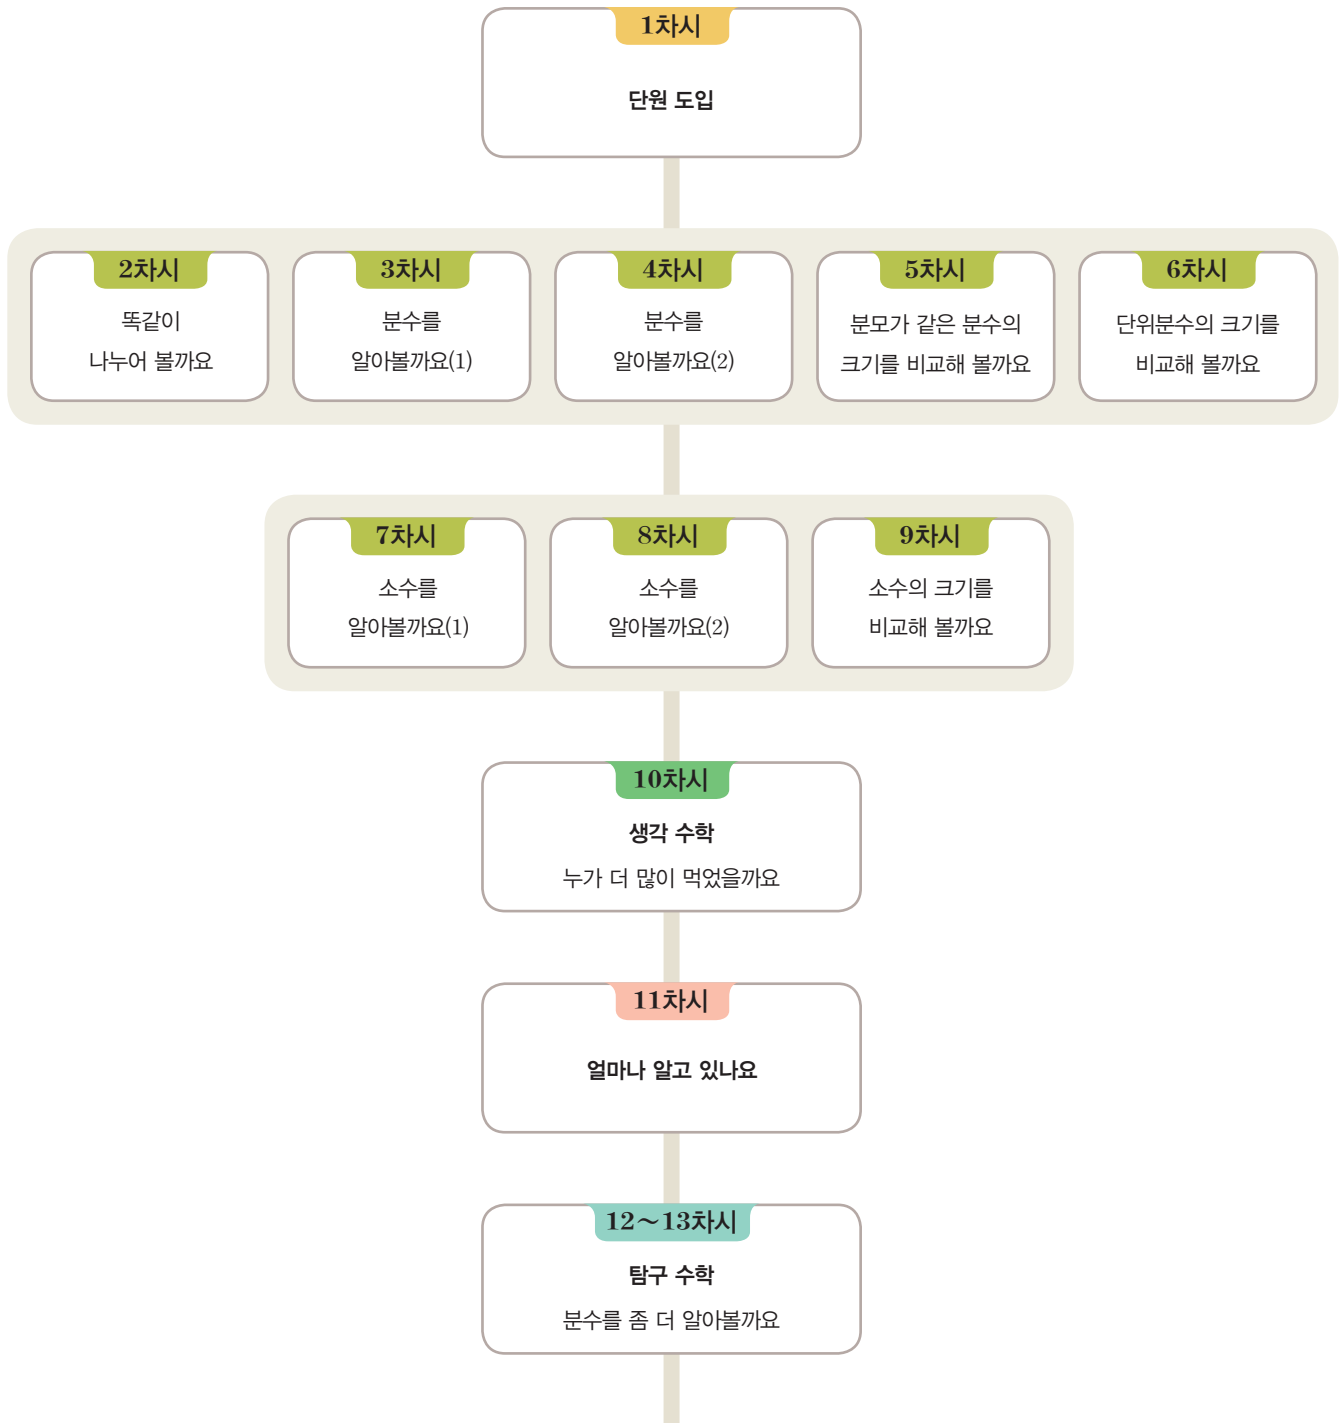 1차시
단원 도입
2차시
똑같이
나누어 볼까요
3차시
분수를
알아볼까요(1)
4차시
분수를
알아볼까요(2)
5차시
분모가 같은 분수의
크기를 비교해 볼까요
6차시
단위분수의 크기를
비교해 볼까요
7차시
소수를
알아볼까요(1)
8차시
소수를
알아볼까요(2)
9차시
소수의 크기를
비교해 볼까요
10차시
생각 수학
누가 더 많이 먹었을까요
11차시
얼마나 알고 있나요
12~13차시
탐구 수학
분수를 좀 더 알아볼까요